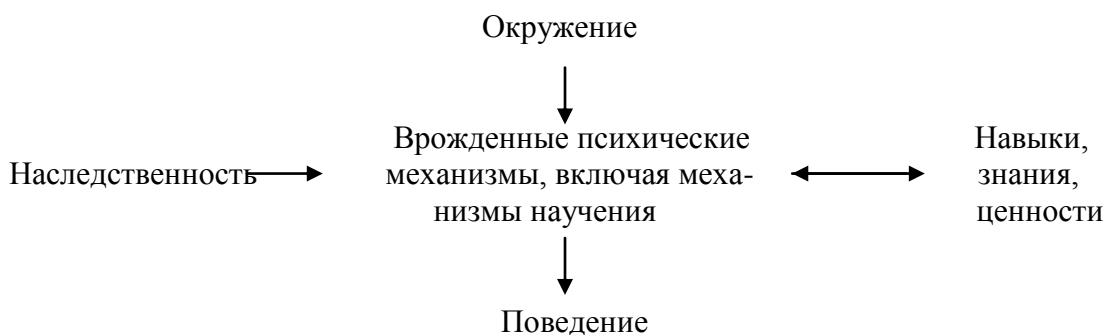 Окружение
Врожденные психические
механизмы, включая меха-
низмы научения
Наследственность
Навыки,
знания,
ценности
Поведение